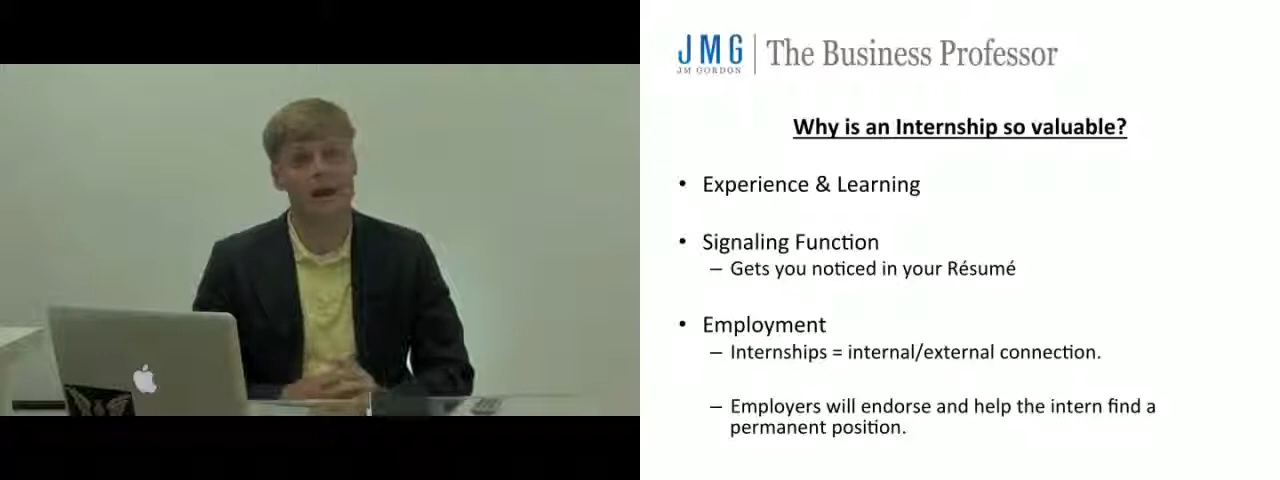 JMG | The Business Professor
JM GORDON
Why is an Internship so valuable?
• Experience & Learning
• Signaling Function
– Gets you noticed in your Résumé
• Employment
– Internships = internal/external connection.
– Employers will endorse and help the intern find a
permanent position.